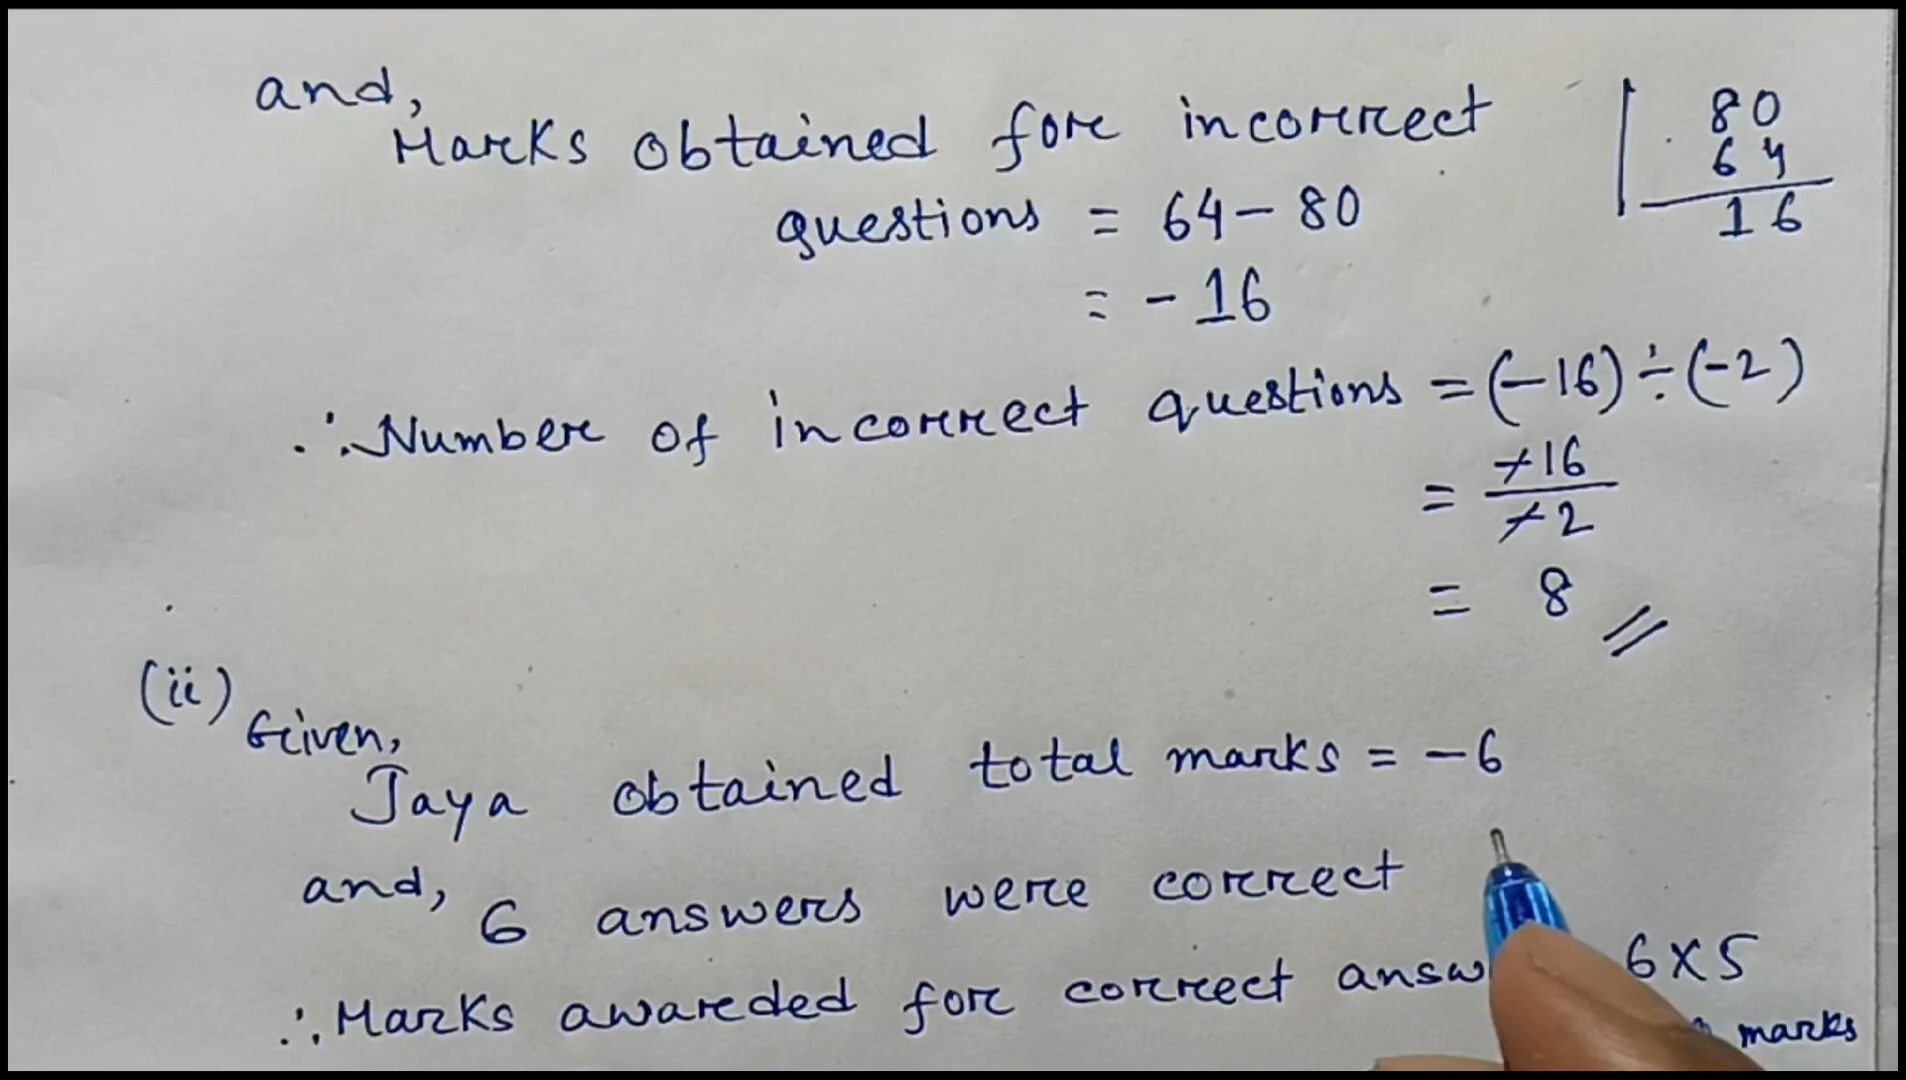 and,
Marks obtained for incorrect
questions = 64 - 80
= - 16
80
64
16
∴ Number of incorrect questions = (-16) ÷ (-2)
= -16/-2
= 8 //
(ii) Given,
Jaya obtained total marks = -6
and, 6 answers were correct
∴ Marks awarded for correct 6×5
marks